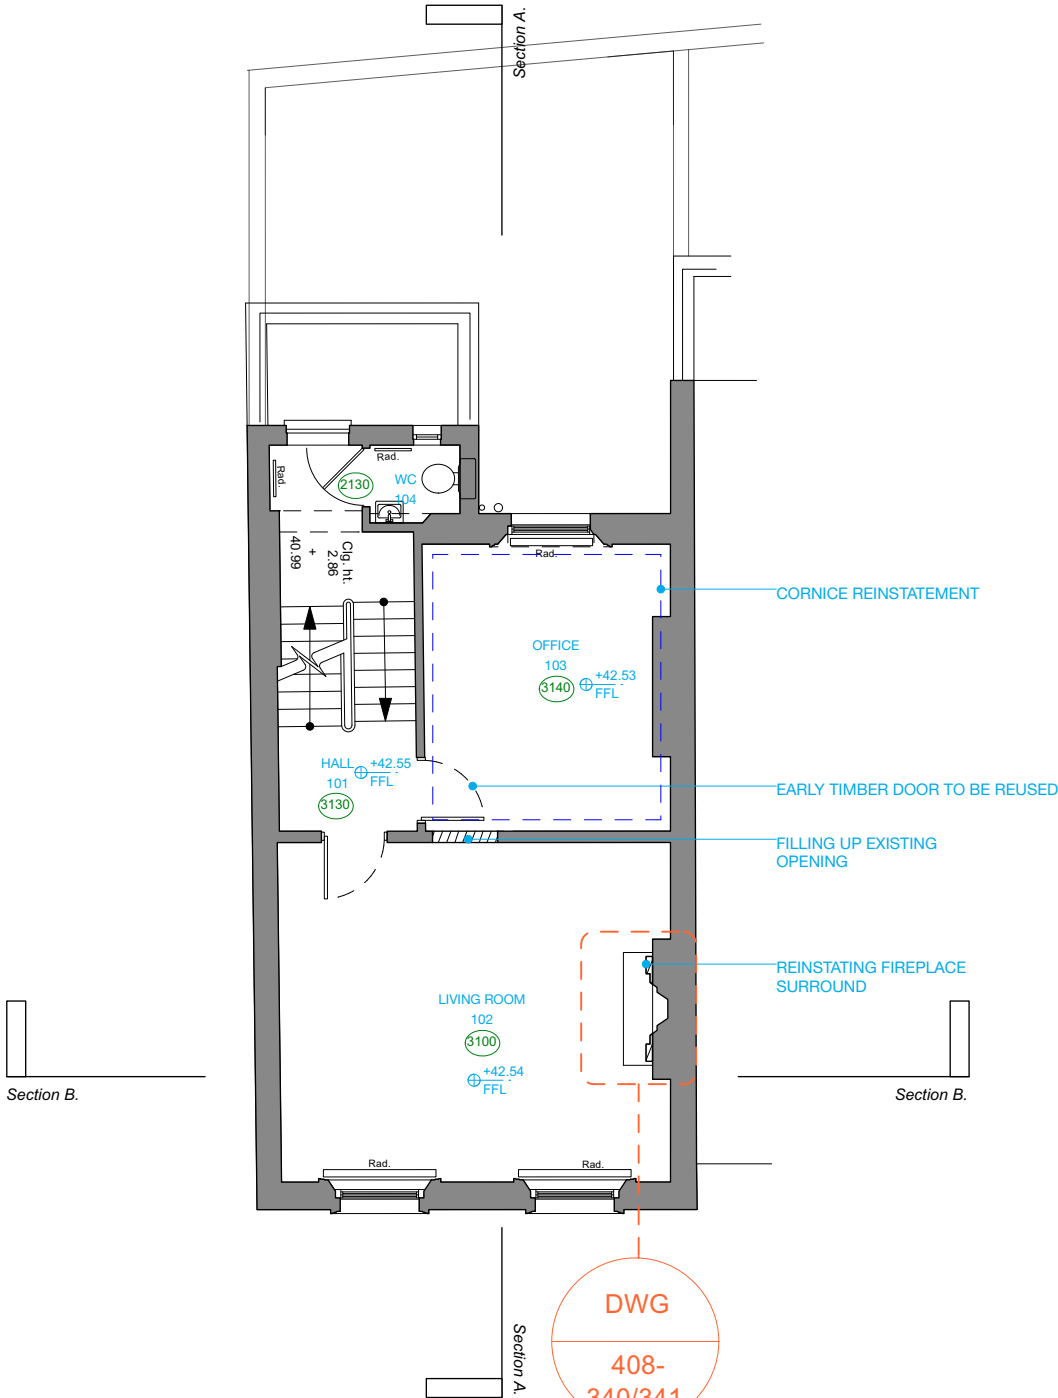 Section A.
Rad.
Rad.
WC
104
2130
Clg. ht.
2.86
+
40.99
Rad.
CORNICE REINSTATEMENT
OFFICE
103
3140
+42.53
FFL
HALL
101
3130
+42.55
FFL
EARLY TIMBER DOOR TO BE REUSED
FILLING UP EXISTING
OPENING
REINSTATING FIREPLACE
SURROUND
LIVING ROOM
102
3100
+42.54
FFL
Section B.
Section B.
Rad.
Rad.
DWG
408-
340/341
Section A.